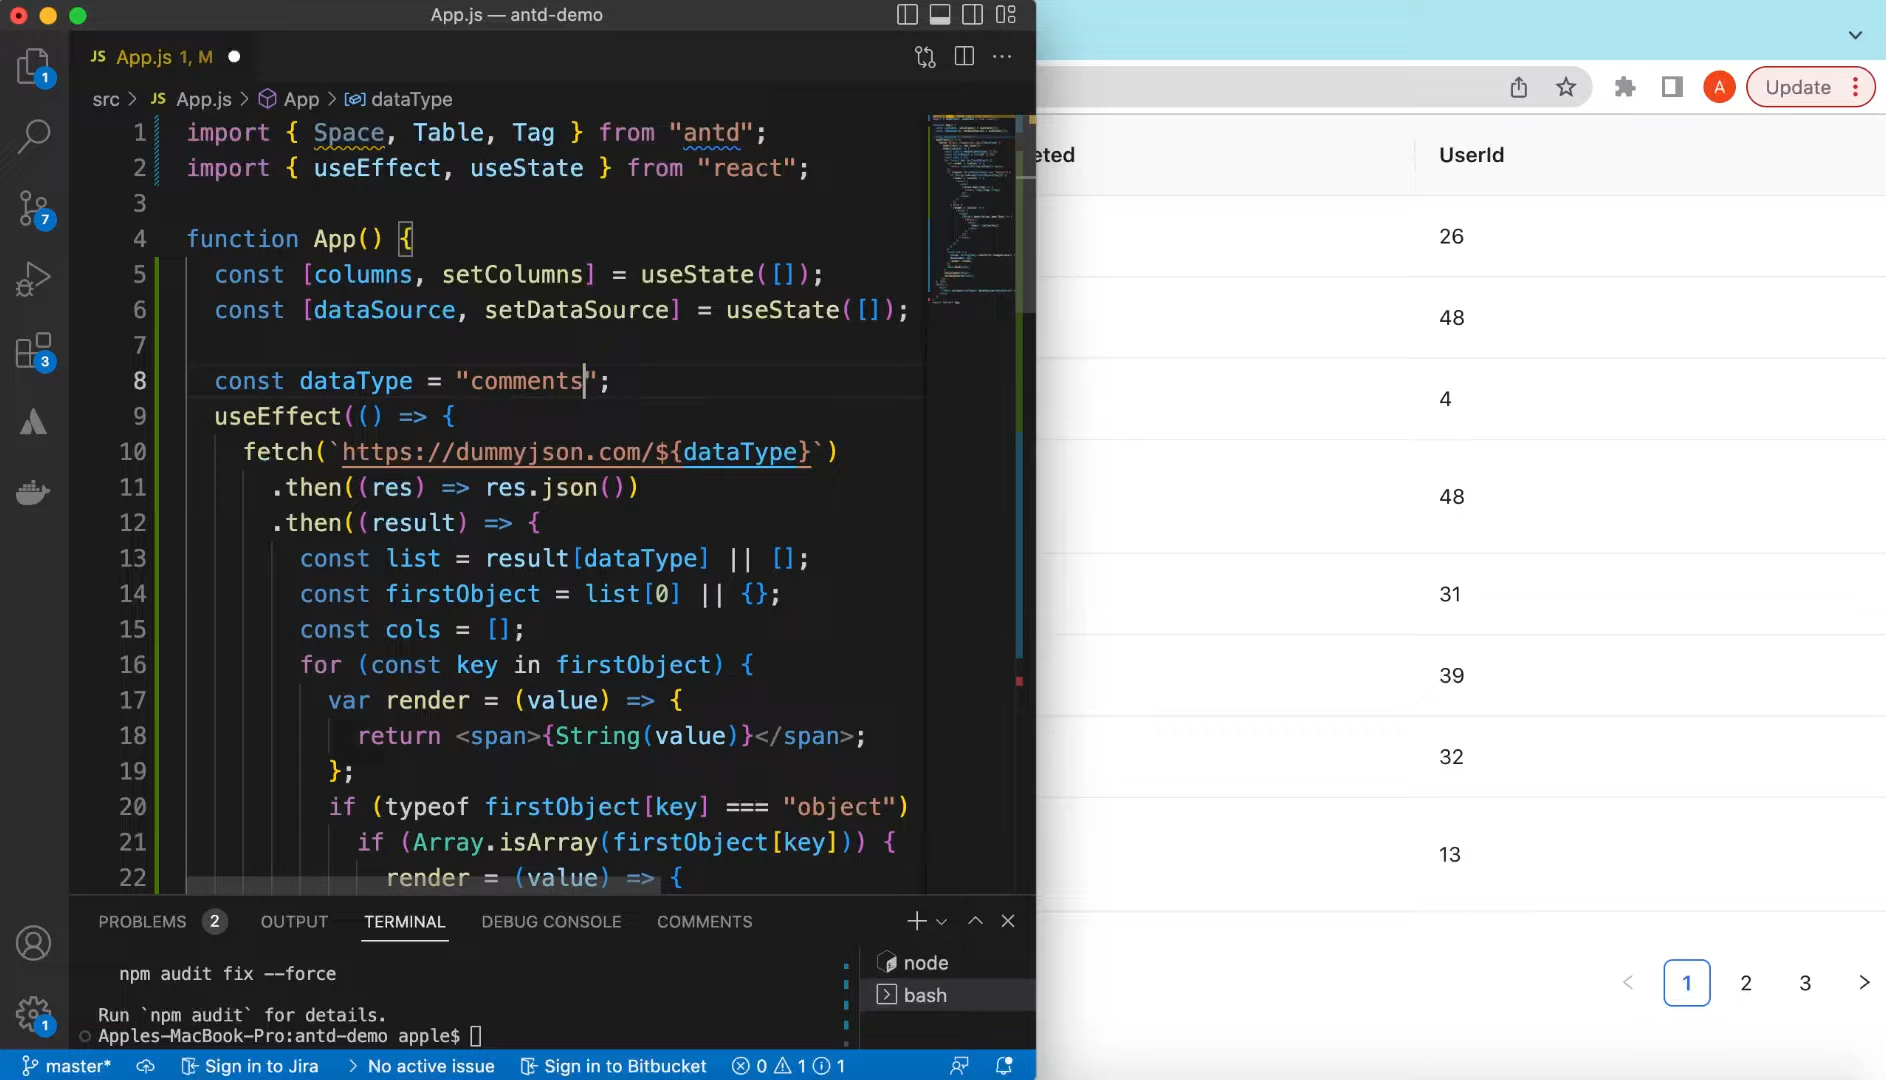 App.js — antd-demo
JS App.js 1, M
src > JS App.js > App > dataType
1 import { Space, Table, Tag } from "antd";
2 import { useEffect, useState } from "react";
3
4 function App() {
5 const [columns, setColumns] = useState([]);
6 const [dataSource, setDataSource] = useState([]);
7
8 const dataType = "comments";
9 useEffect(() => {
10 fetch(`https://dummyjson.com/${dataType}`)
11 .then((res) => res.json())
12 .then((result) => {
13 const list = result[dataType] || [];
14 const firstObject = list[0] || {};
15 const cols = [];
16 for (const key in firstObject) {
17 var render = (value) => {
18 return <span>{String(value)}</span>;
19 };
20 if (typeof firstObject[key] === "object")
21 if (Array.isArray(firstObject[key])) {
22 render = (value) => {
1
7
3
1
PROBLEMS 2 OUTPUT TERMINAL DEBUG CONSOLE COMMENTS
npm audit fix --force
Run `npm audit` for details.
Apples-MacBook-Pro:antd-demo apple$
node
bash
master* Sign in to Jira > No active issue Sign in to Bitbucket 0 1 1
A Update
eted UserId
26
48
4
48
31
39
32
13
< 1 2 3 >